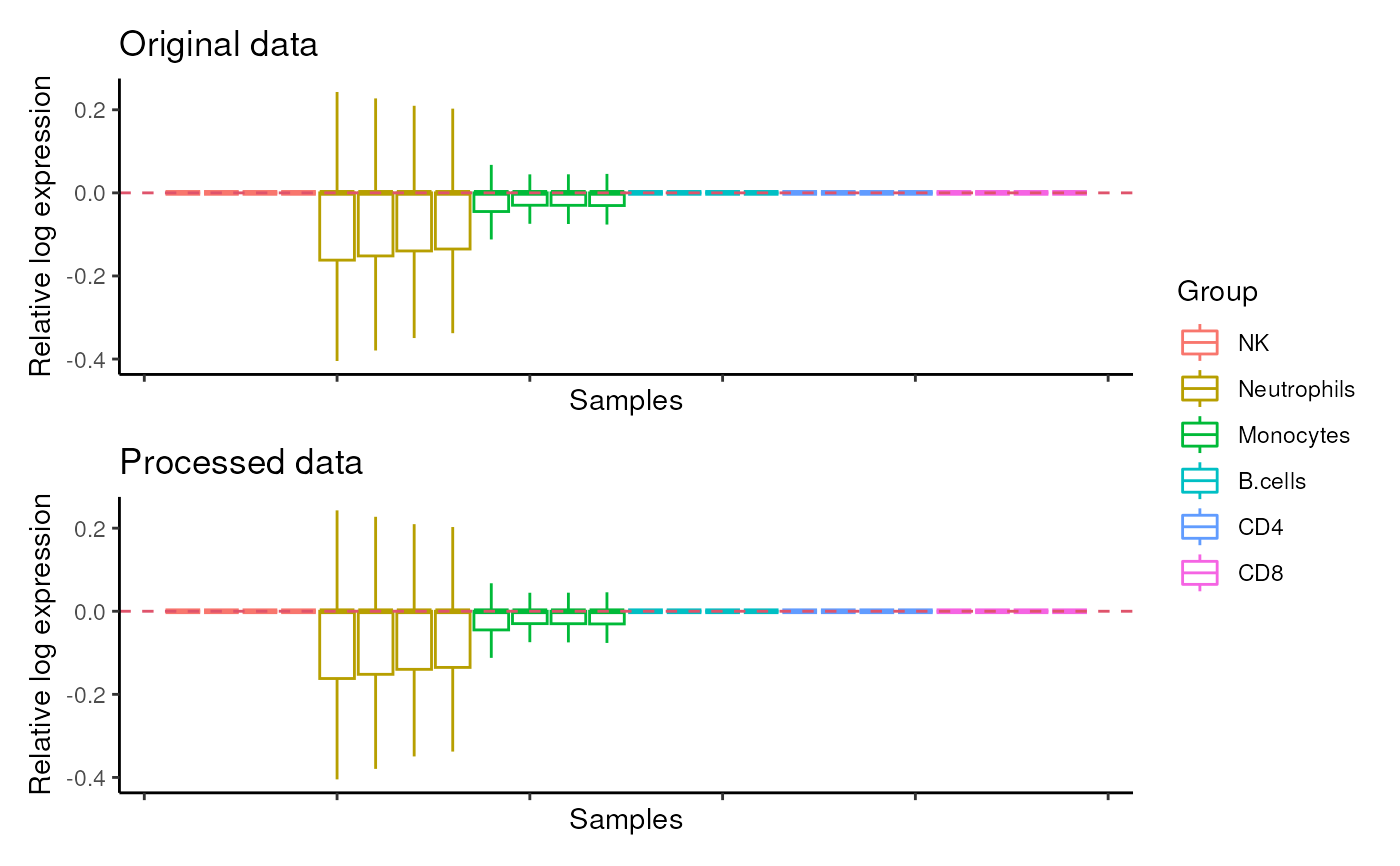 Original data
Relative log expression
0.2
0.0
-0.2
-0.4
Samples
Processed data
Relative log expression
0.2
0.0
-0.2
-0.4
Samples
Group
NK
Neutrophils
Monocytes
B.cells
CD4
CD8